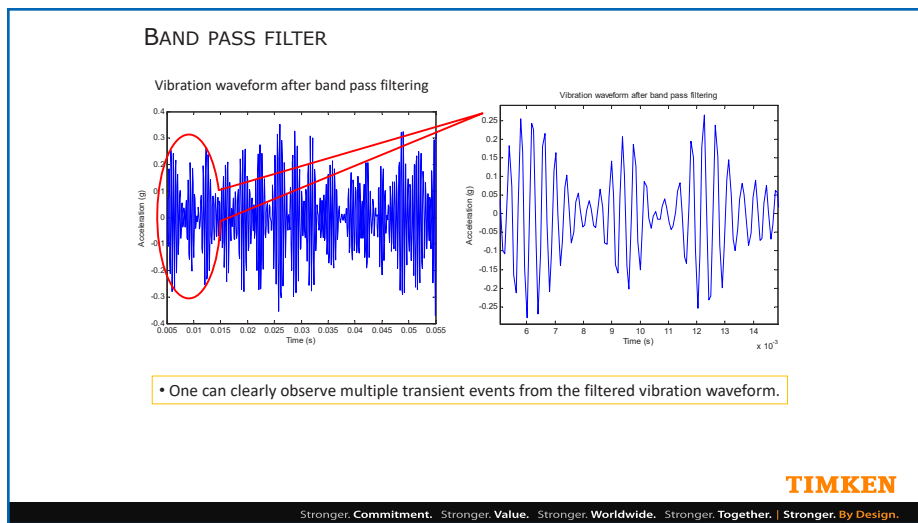 BAND PASS FILTER
Vibration waveform after band pass filtering
0.4
0.3
0.2
0.1
0
-0.1
-0.2
-0.3
-0.4
Acceleration (g)
0.005 0.01 0.015 0.02 0.025 0.03 0.035 0.04 0.045 0.05 0.055
Time (s)
Vibration waveform after band pass filtering
0.25
0.2
0.15
0.1
0.05
0
-0.05
-0.1
-0.15
-0.2
-0.25
Acceleration (g)
6 7 8 9 10 11 12 13 14
Time (s)
x 10⁻³
• One can clearly observe multiple transient events from the filtered vibration waveform.
TIMKEN
Stronger. Commitment. Stronger. Value. Stronger. Worldwide. Stronger. Together. | Stronger. By Design.